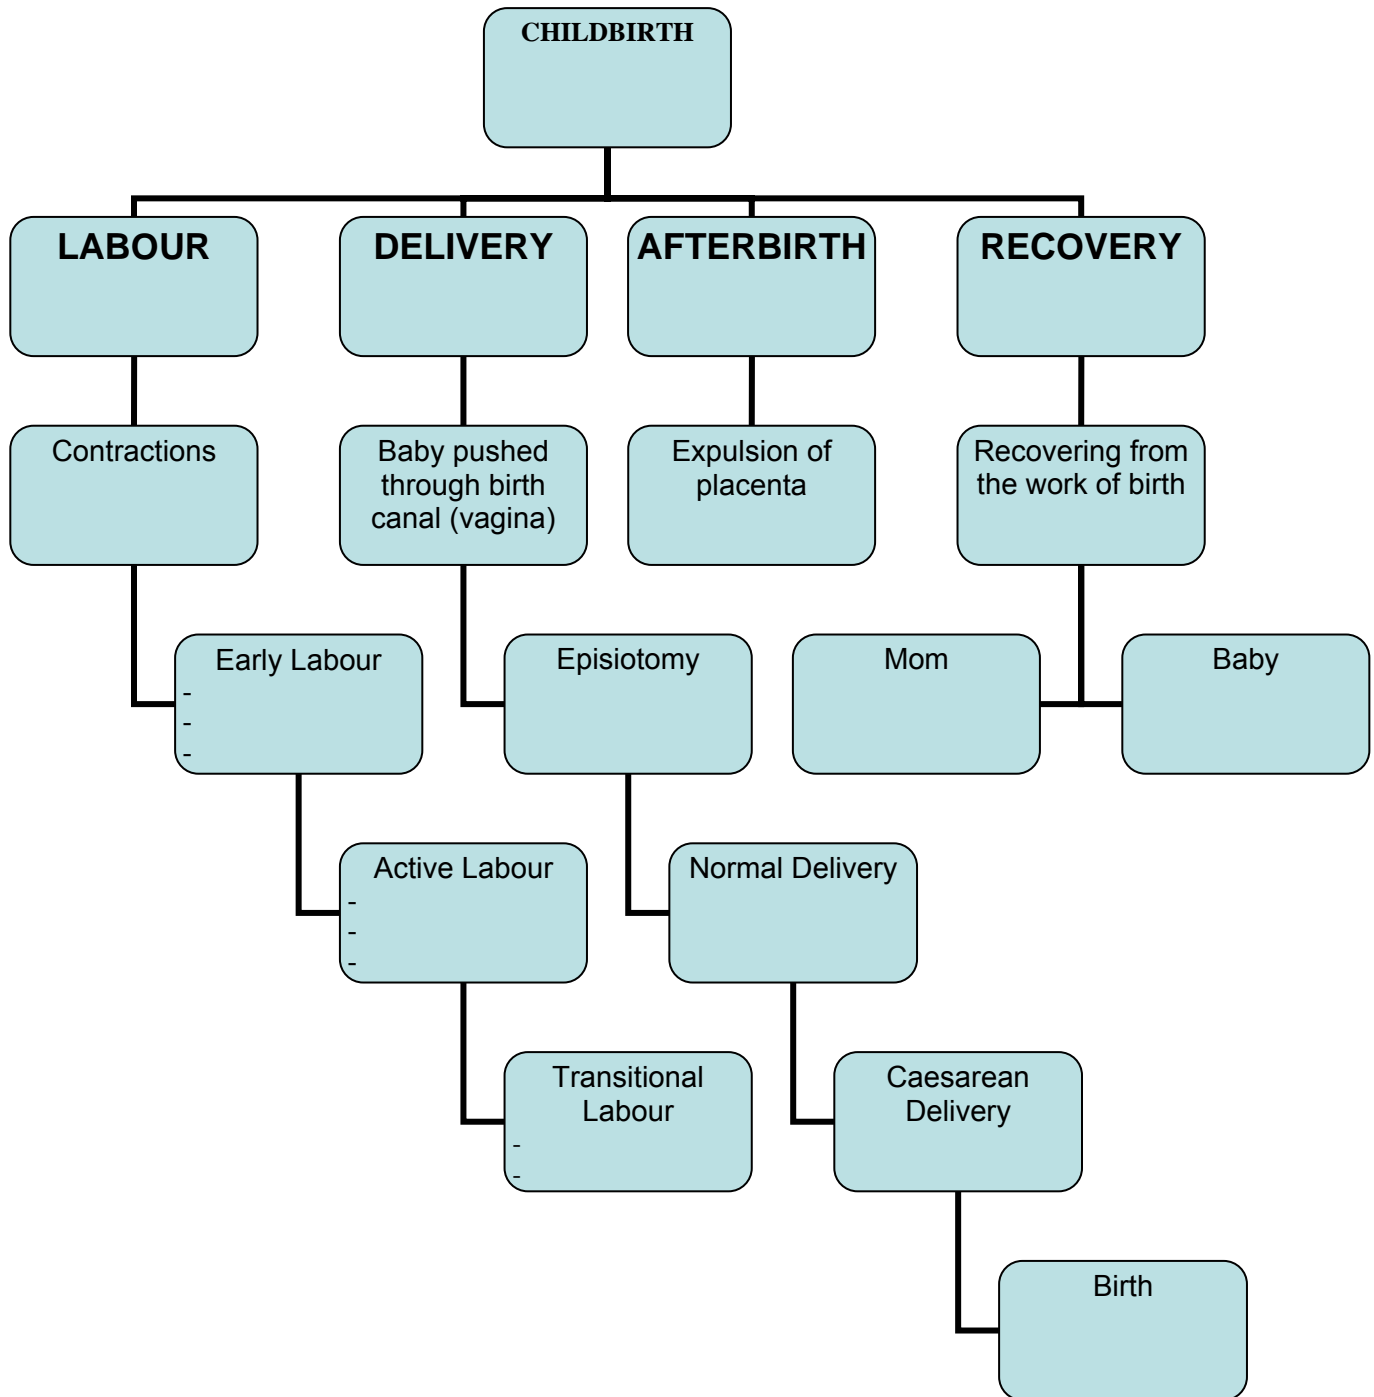 CHILDBIRTH
LABOUR
DELIVERY
AFTERBIRTH
RECOVERY
Contractions
Baby pushed
through birth
canal (vagina)
Expulsion of
placenta
Recovering from
the work of birth
Early Labour
-
-
-
Episiotomy
Mom
Baby
Active Labour
-
-
-
Normal Delivery
Transitional
Labour
-
-
Caesarean
Delivery
Birth